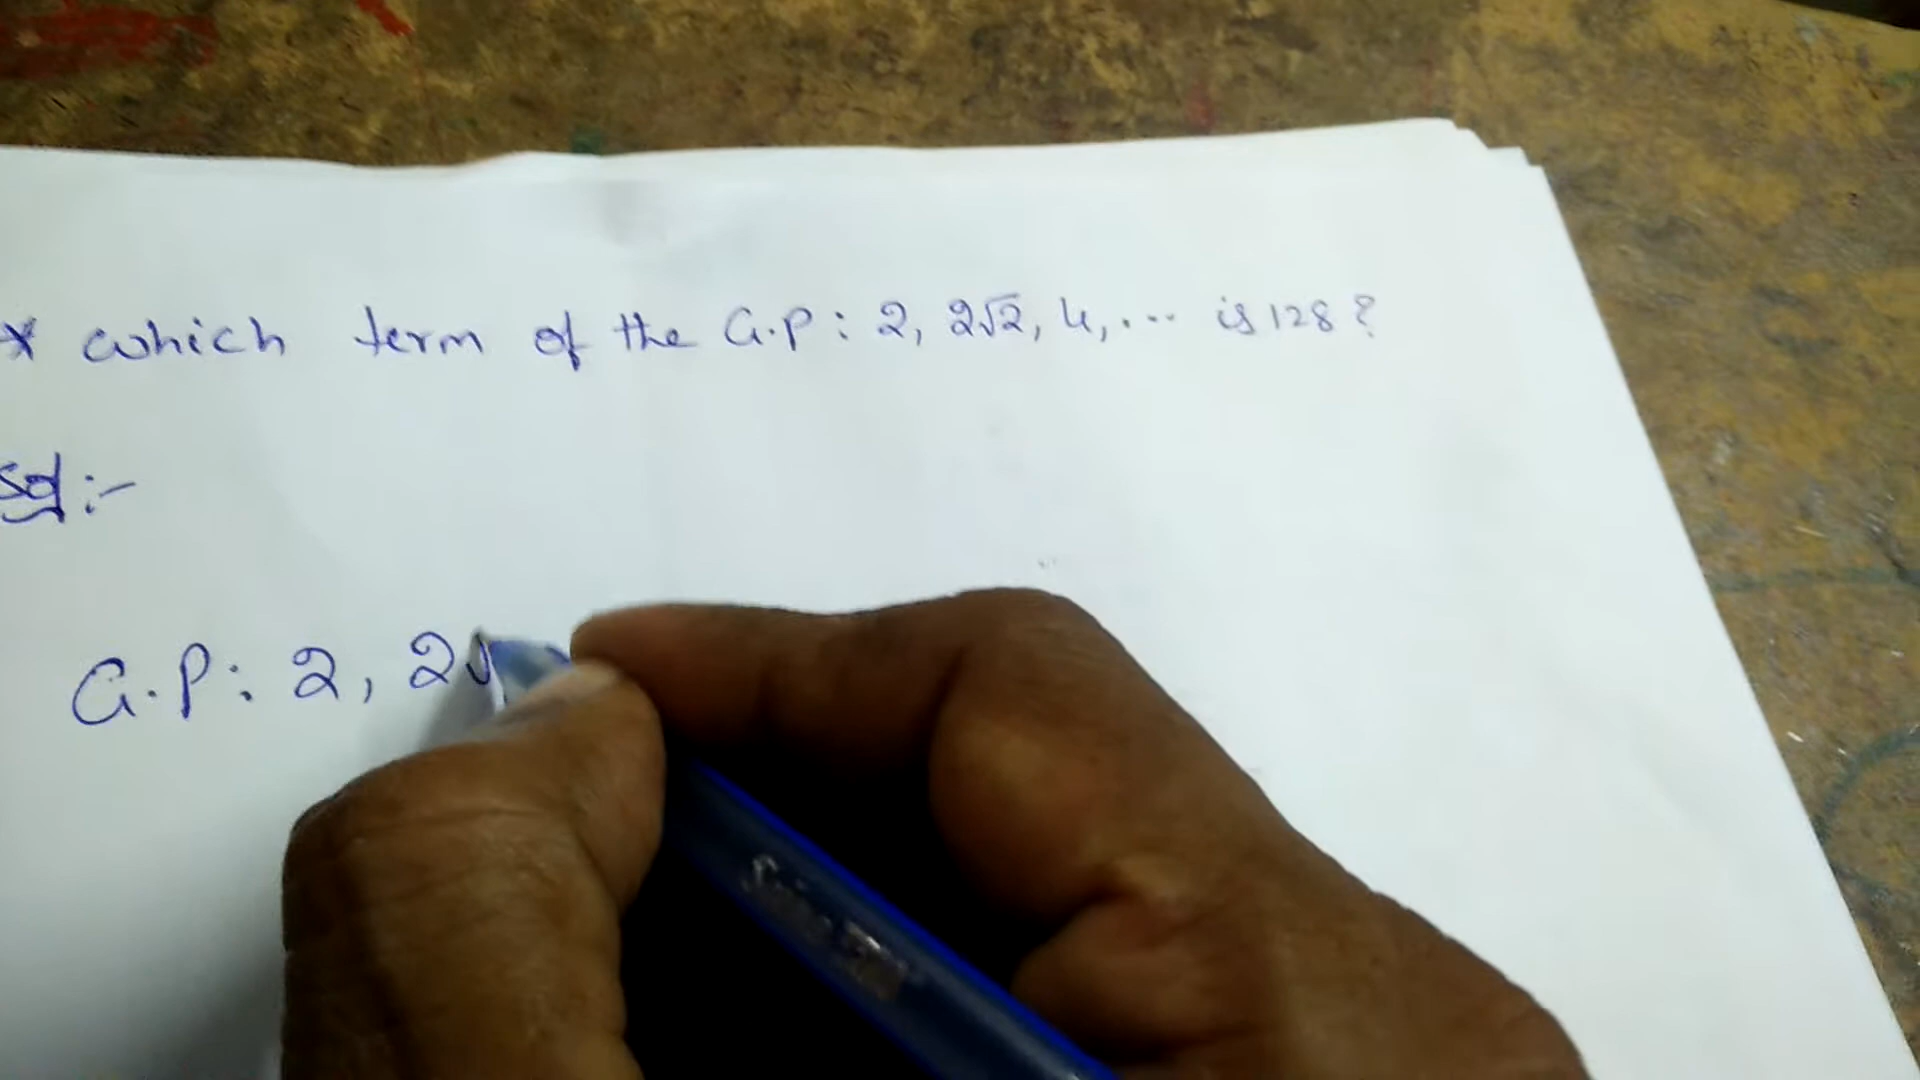 * which term of the G.P: 2, 2√2, 4, ... is 128?
Sol:-
G.P: 2, 2√